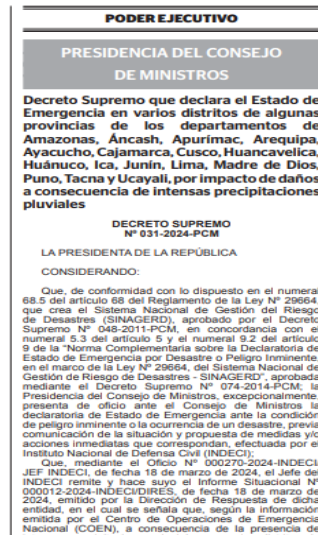 PODER EJECUTIVO
PRESIDENCIA DEL CONSEJO
DE MINISTROS
Decreto Supremo que declara el Estado de
Emergencia en varios distritos de algunas
provincias de los departamentos de
Amazonas, Áncash, Apurímac, Arequipa,
Ayacucho, Cajamarca, Cusco, Huancavelica,
Huánuco, Ica, Junín, Lima, Madre de Dios,
Puno, Tacna y Ucayali, por impacto de daños
a consecuencia de intensas precipitaciones
pluviales
DECRETO SUPREMO
Nº 031-2024-PCM
LA PRESIDENTA DE LA REPÚBLICA
CONSIDERANDO:
Que, de conformidad con lo dispuesto en el numeral
68.5 del artículo 68 del Reglamento de la Ley Nº 29664,
que crea el Sistema Nacional de Gestión del Riesgo
de Desastres (SINAGERD), aprobado por el Decreto
Supremo Nº 048-2011-PCM, en concordancia con el
numeral 5.3 del artículo 5 y el numeral 9.2 del artículo
9 de la "Norma Complementaria sobre la Declaratoria de
Estado de Emergencia por Desastre o Peligro Inminente,
en el marco de la Ley Nº 29664, del Sistema Nacional de
Gestión de Riesgo de Desastres - SINAGERD", aprobada
mediante el Decreto Supremo Nº 074-2014-PCM; la
Presidencia del Consejo de Ministros, excepcionalmente,
presenta de oficio ante el Consejo de Ministros la
declaratoria de Estado de Emergencia ante la condición
de peligro inminente o la ocurrencia de un desastre, previa
comunicación de la situación y propuesta de medidas y/o
acciones inmediatas que correspondan, efectuada por el
Instituto Nacional de Defensa Civil (INDECI);
Que, mediante el Oficio Nº 000270-2024-INDECI/
JEF INDECI, de fecha 18 de marzo de 2024, el Jefe del
INDECI remite y hace suyo el Informe Situacional Nº
000012-2024-INDECI/DIRES, de fecha 18 de marzo de
2024, emitido por la Dirección de Respuesta de dicha
entidad, en el cual se señala que, según la información
emitida por el Centro de Operaciones de Emergencia
Nacional (COEN), a consecuencia de la presencia de